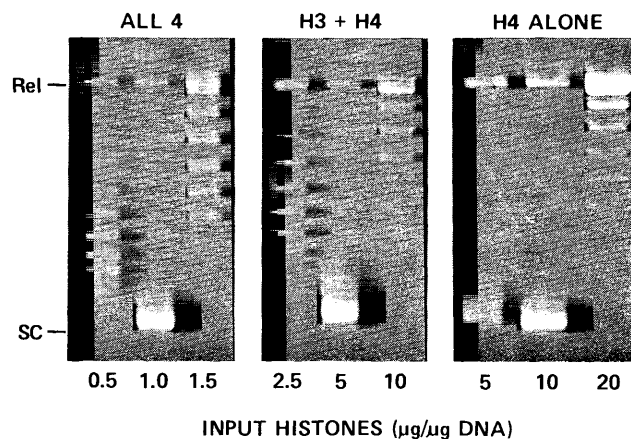 ALL 4 H3 + H4 H4 ALONE
Rel
SC
0.5 1.0 1.5 2.5 5 10 5 10 20
INPUT HISTONES (μg/μg DNA)